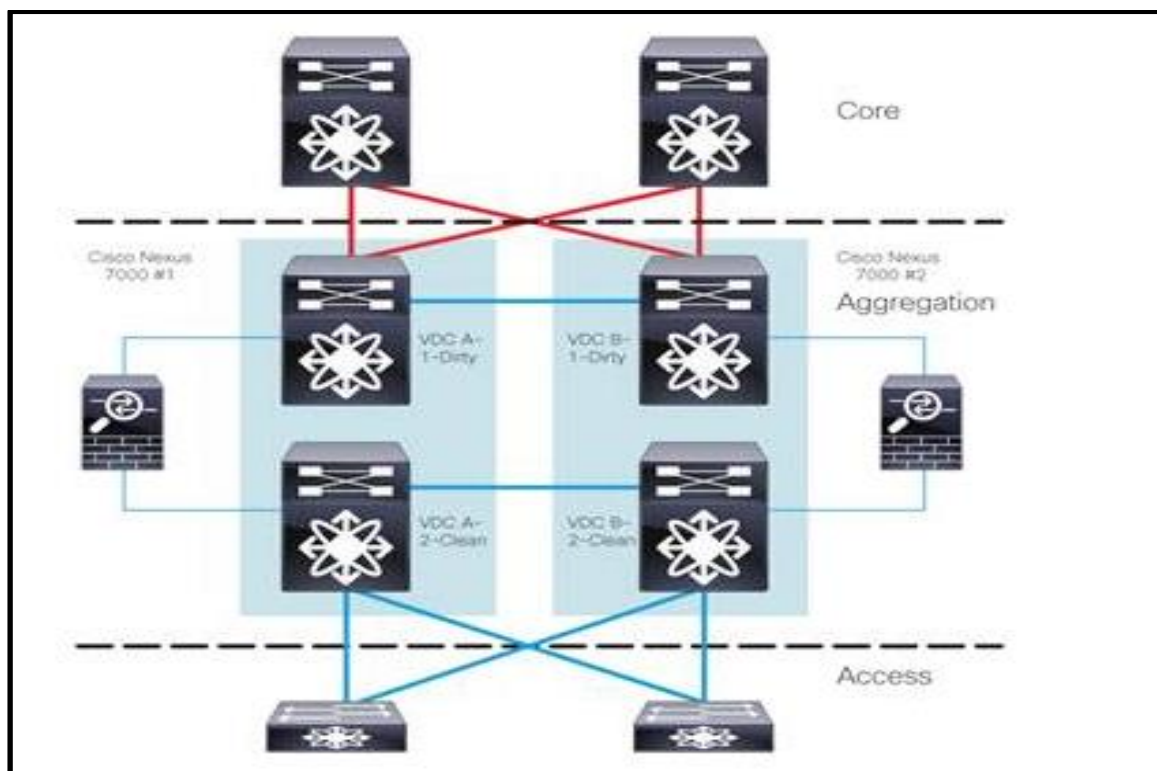 Core
Cisco Nexus
7000 #1
Cisco Nexus
7000 #2
Aggregation
VDC A-
1-Dirty
VDC B-
1-Dirty
VDC A-
2-Clean
VDC B-
2-Clean
Access